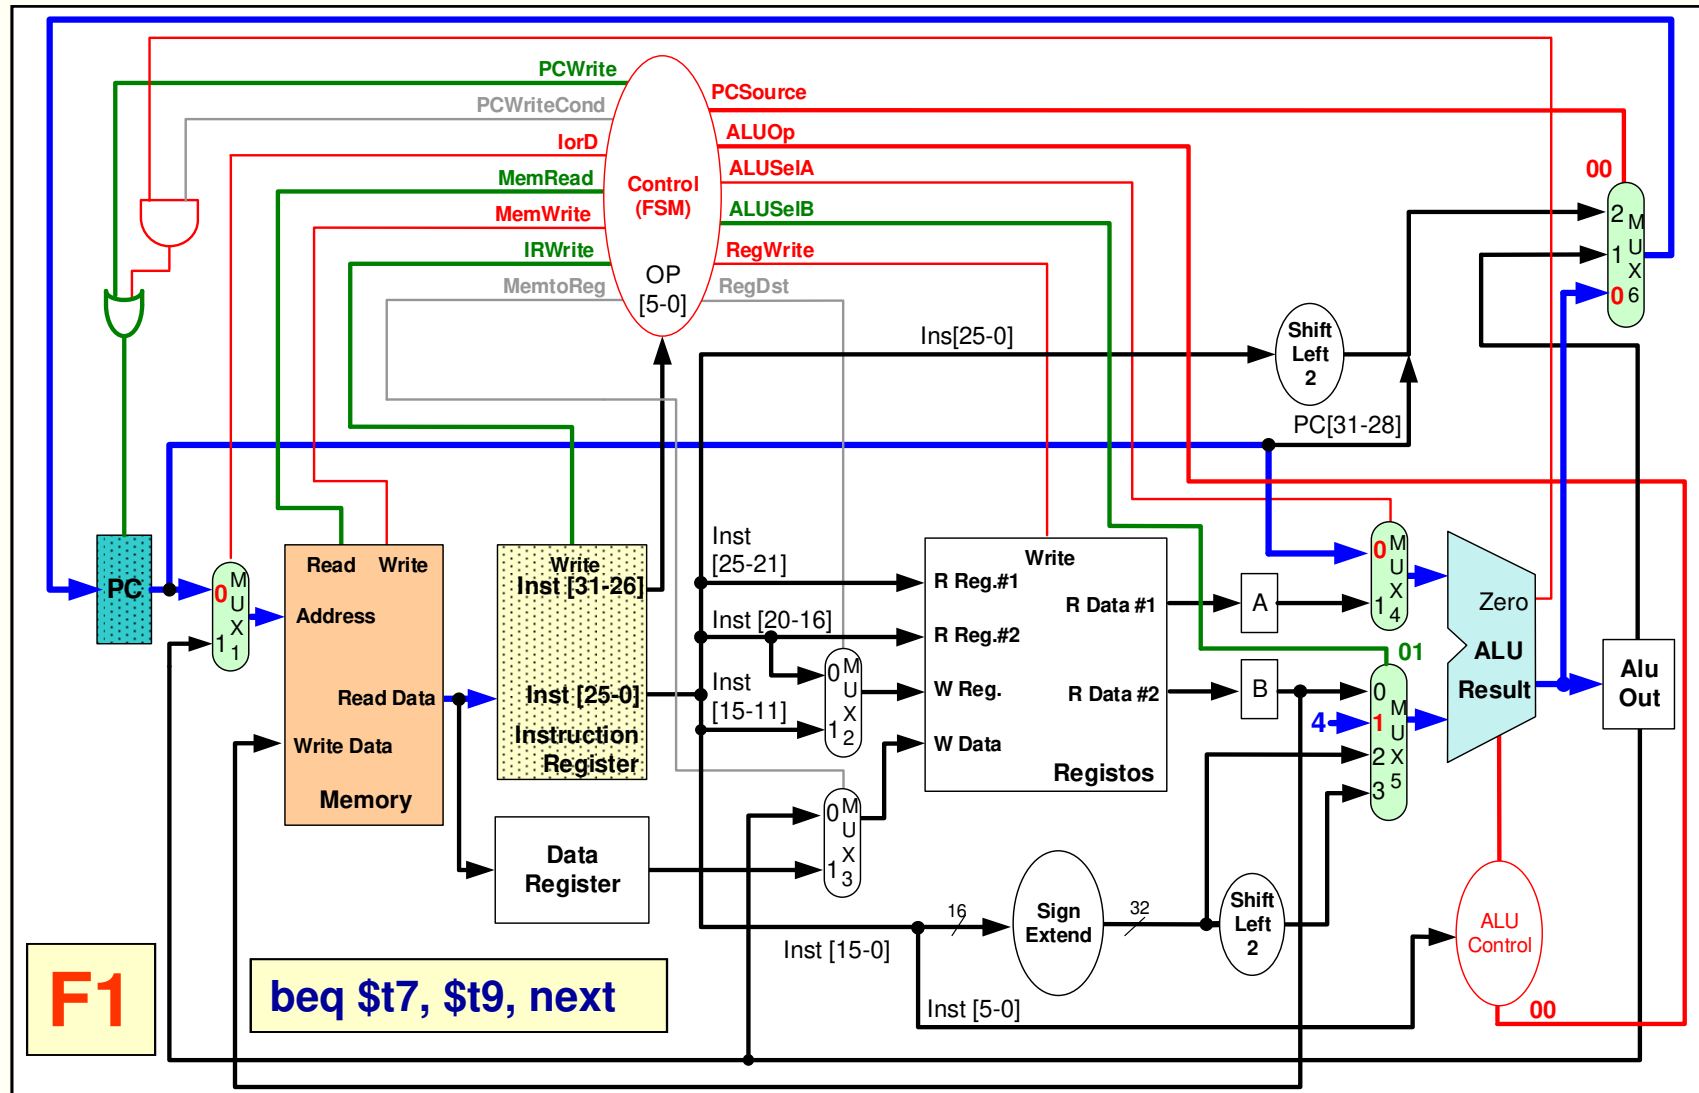 PCWrite
PCWriteCond
IorD
MemRead
MemWrite
IRWrite
MemtoReg
Control
(FSM)
OP
[5-0]
PCSource
ALUOp
ALUSelA
ALUSelB
RegWrite
RegDst
00
2
1
0
M
U
X
6
Ins[25-0]
Shift
Left
2
PC[31-28]
PC
0
1
M
U
X
1
Read Write
Address
Read Data
Write Data
Memory
Write
Inst [31-26]
Inst [25-0]
Instruction
Register
Data
Register
Inst
[25-21]
Inst [20-16]
Inst
[15-11]
0
1
M
U
X
2
0
1
M
U
X
3
Write
R Reg.#1
R Reg.#2
W Reg.
W Data
R Data #1
R Data #2
Registos
A
B
0
1
M
U
X
4
01
4
0
1
2
3
M
U
X
5
Zero
ALU
Result
Alu
Out
Inst [15-0]
16
Sign
Extend
32
Shift
Left
2
Inst [5-0]
ALU
Control
00
F1
beq $t7, $t9, next